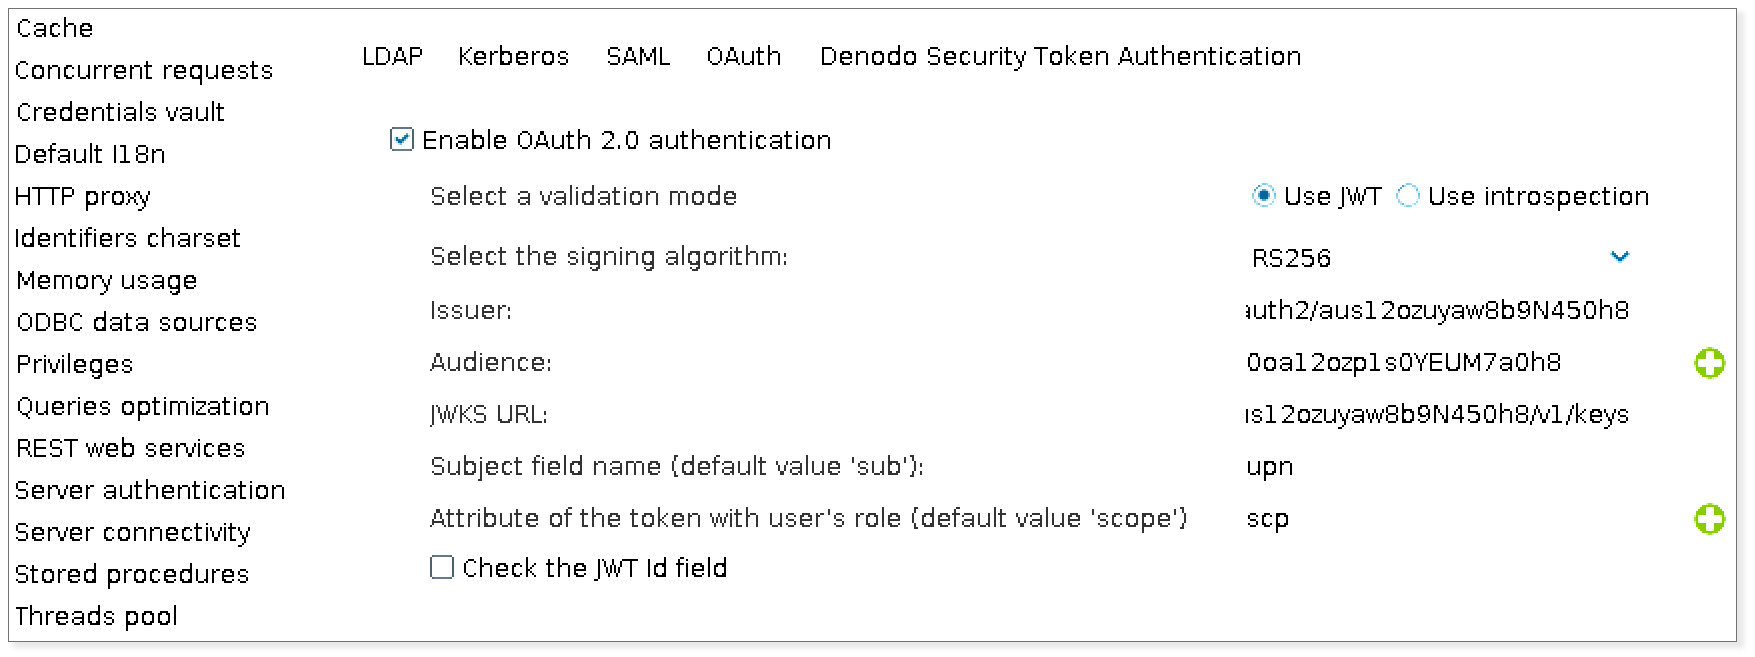 Cache
Concurrent requests
Credentials vault
Default I18n
HTTP proxy
Identifiers charset
Memory usage
ODBC data sources
Privileges
Queries optimization
REST web services
Server authentication
Server connectivity
Stored procedures
Threads pool
LDAP Kerberos SAML OAuth Denodo Security Token Authentication
Enable OAuth 2.0 authentication
Select a validation mode Use JWT Use introspection
Select the signing algorithm: RS256
Issuer: auth2/aus12ozuyaw8b9N450h8
Audience: 0oa12ozp1s0YEUM7a0h8
JWKS URL: us12ozuyaw8b9N450h8/v1/keys
Subject field name (default value 'sub'): upn
Attribute of the token with user's role (default value 'scope') scp
Check the JWT Id field